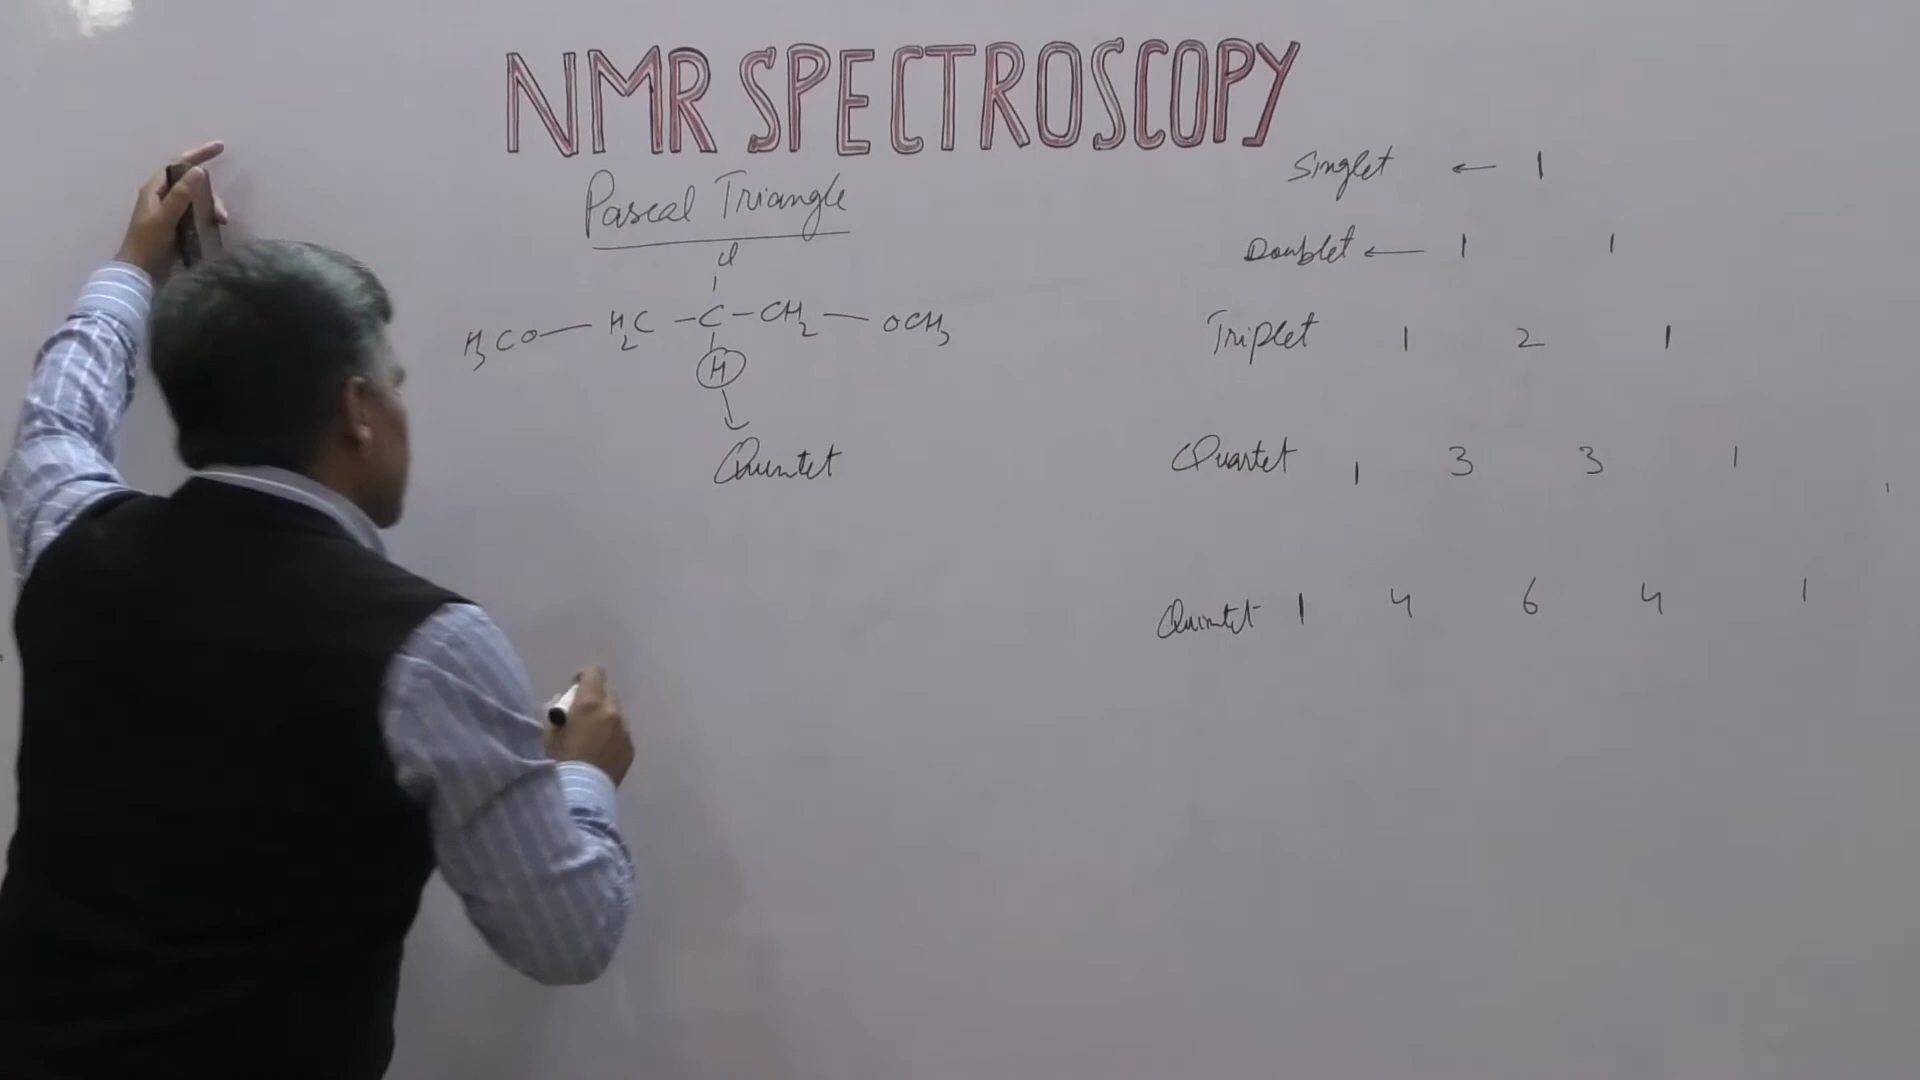 NMR SPECTROSCOPY
Pascal Triangle
Cl
H3CO — H2C - C - CH2 — OCH3
H
↓
Quintet
Singlet ← 1
Doublet ← 1 1
Triplet 1 2 1
Quartet 1 3 3 1
Quintet 1 4 6 4 1